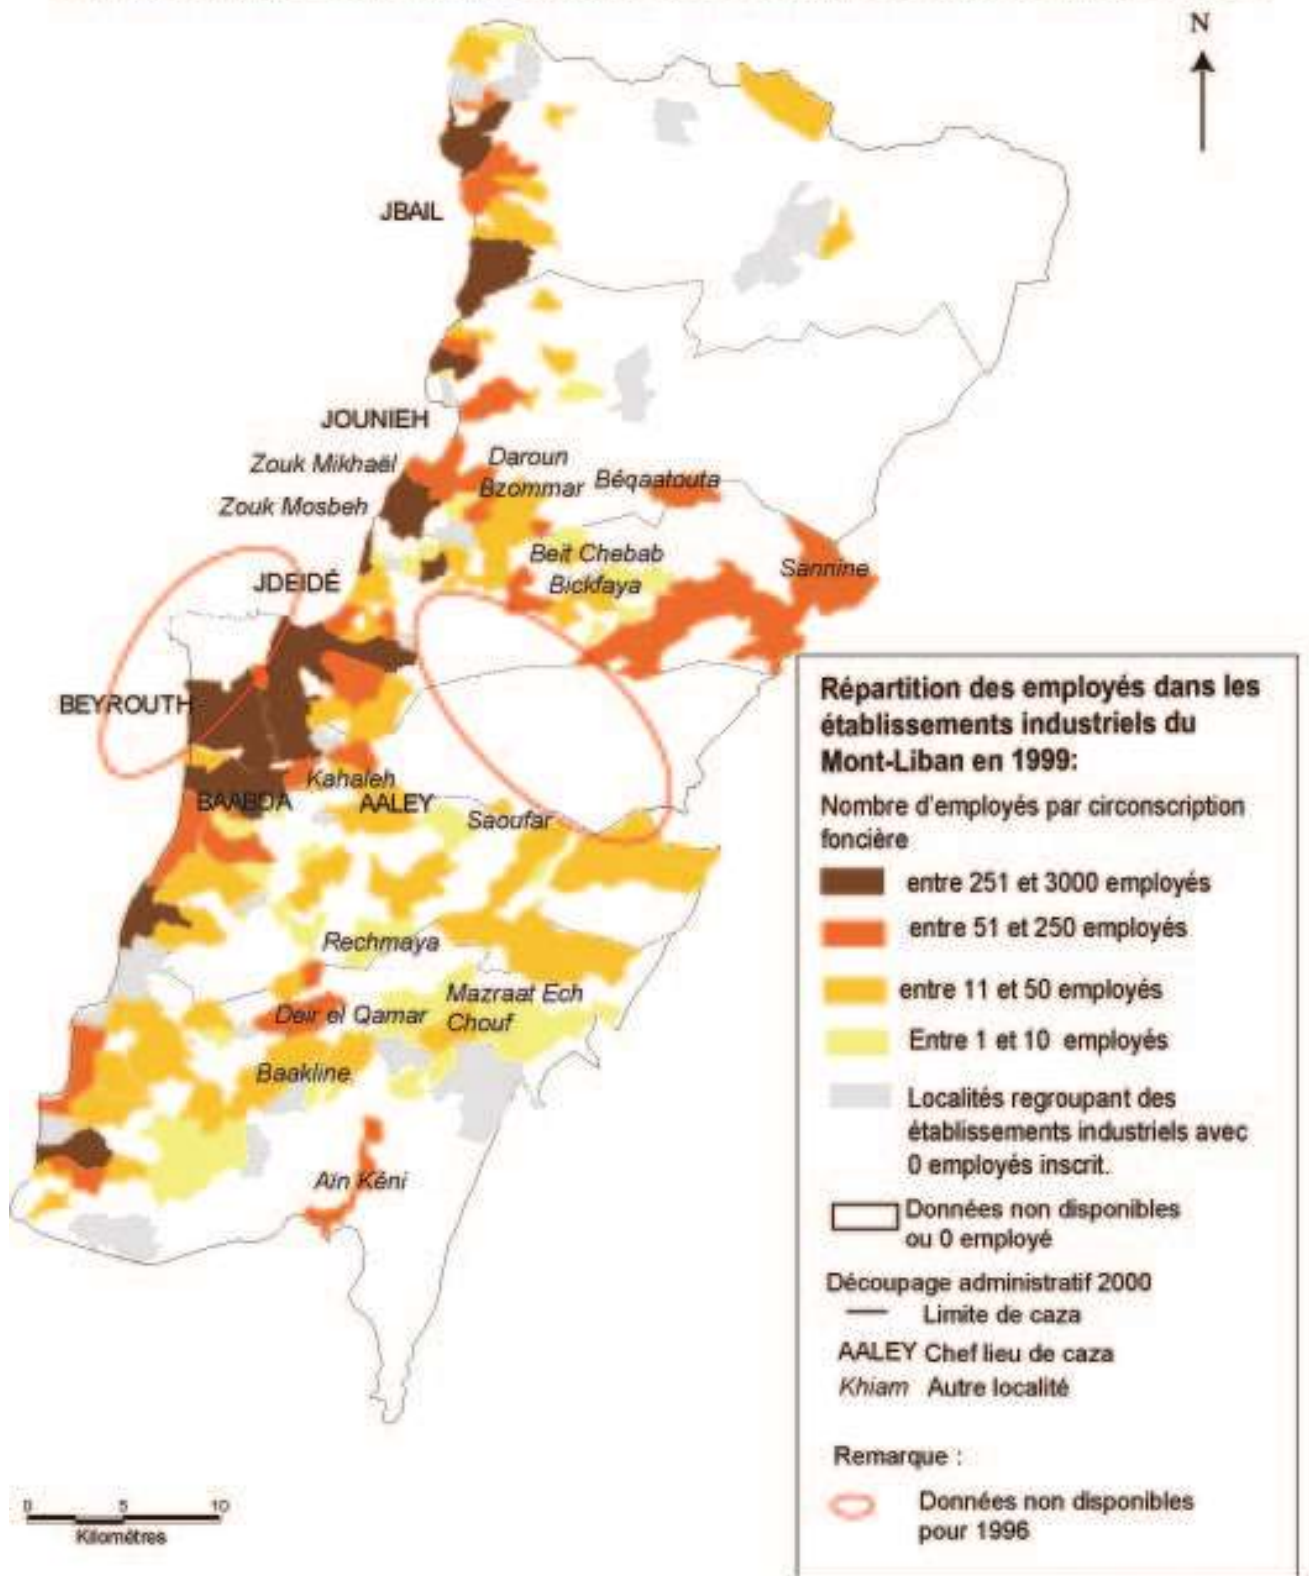 N
JBAIL
JOUNIEH
Zouk Mikhaël
Daroun
Bzommar
Béqaatouta
Zouk Mosbeh
Beit Chebab
Bickfaya
Sannine
JDEIDÉ
BEYROUTH
Kahaleh
BAABDA
AALEY
Saoufar
Rechmaya
Mazraat Ech
Chouf
Deir el Qamar
Baakline
Aïn Kéni
Répartition des employés dans les
établissements industriels du
Mont-Liban en 1999:
Nombre d'employés par circonscription
foncière
entre 251 et 3000 employés
entre 51 et 250 employés
entre 11 et 50 employés
Entre 1 et 10 employés
Localités regroupant des
établissements industriels avec
0 employés inscrit.
Données non disponibles
ou 0 employé
Découpage administratif 2000
Limite de caza
AALEY Chef lieu de caza
Khiam Autre localité
Remarque :
Données non disponibles
pour 1996
0 5 10
Kilométres